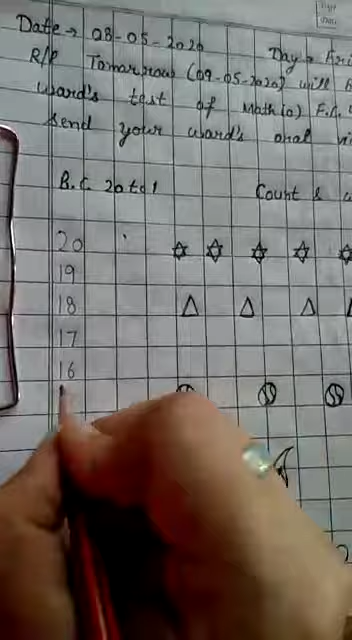 Date → 08-05-2020 Day →
R/P Tomorrow (09-05-2020) will
ward's test of Math(o)
Send your ward's oral
B.C. 20 to 1 Count &
20
19
18
17
16